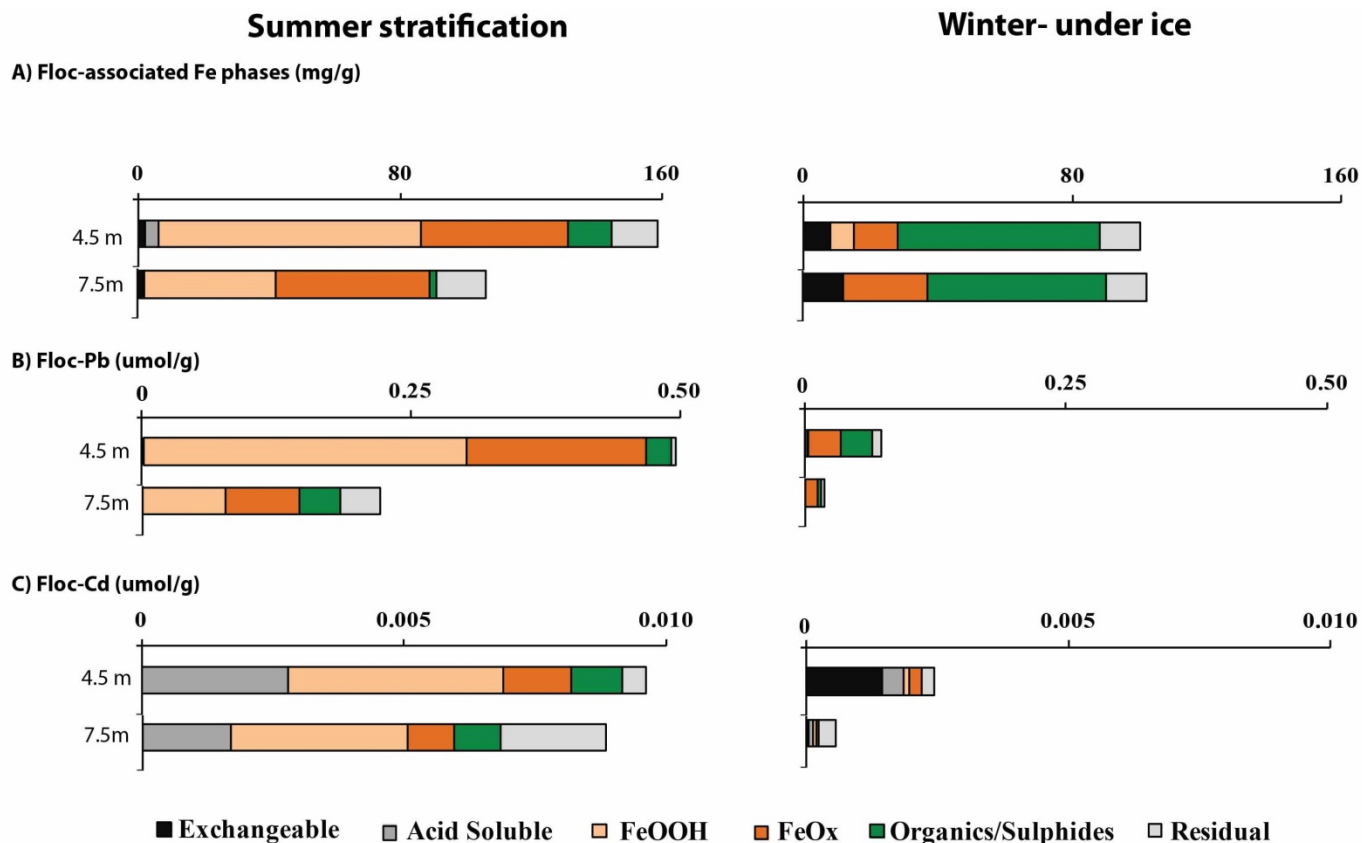 Summer stratification Winter- under ice
A) Floc-associated Fe phases (mg/g)
0 80 160 0 80 160
4.5 m
7.5m
B) Floc-Pb (umol/g)
0 0.25 0.50 0 0.25 0.50
4.5 m
7.5m
C) Floc-Cd (umol/g)
0 0.005 0.010 0 0.005 0.010
4.5 m
7.5m
Exchangeable Acid Soluble FeOOH FeOx Organics/Sulphides Residual